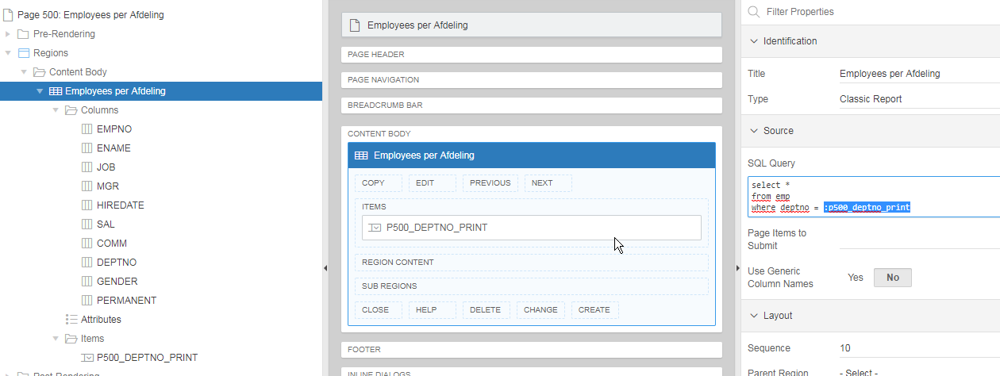 Page 500: Employees per Afdeling
Pre-Rendering
Regions
Content Body
Employees per Afdeling
Columns
EMPNO
ENAME
JOB
MGR
HIREDATE
SAL
COMM
DEPTNO
GENDER
PERMANENT
Attributes
Items
P500_DEPTNO_PRINT
Post-Rendering
Employees per Afdeling
PAGE HEADER
PAGE NAVIGATION
BREADCRUMB BAR
CONTENT BODY
Employees per Afdeling
COPY EDIT PREVIOUS NEXT
ITEMS
P500_DEPTNO_PRINT
REGION CONTENT
SUB REGIONS
CLOSE HELP DELETE CHANGE CREATE
FOOTER
INLINE DIALOGS
Filter Properties
Identification
Title Employees per Afdeling
Type Classic Report
Source
SQL Query
select *
from emp
where deptno = :p500_deptno_print
Page Items to
Submit
Use Generic
Column Names
Yes No
Layout
Sequence 10
Parent Region - Select -